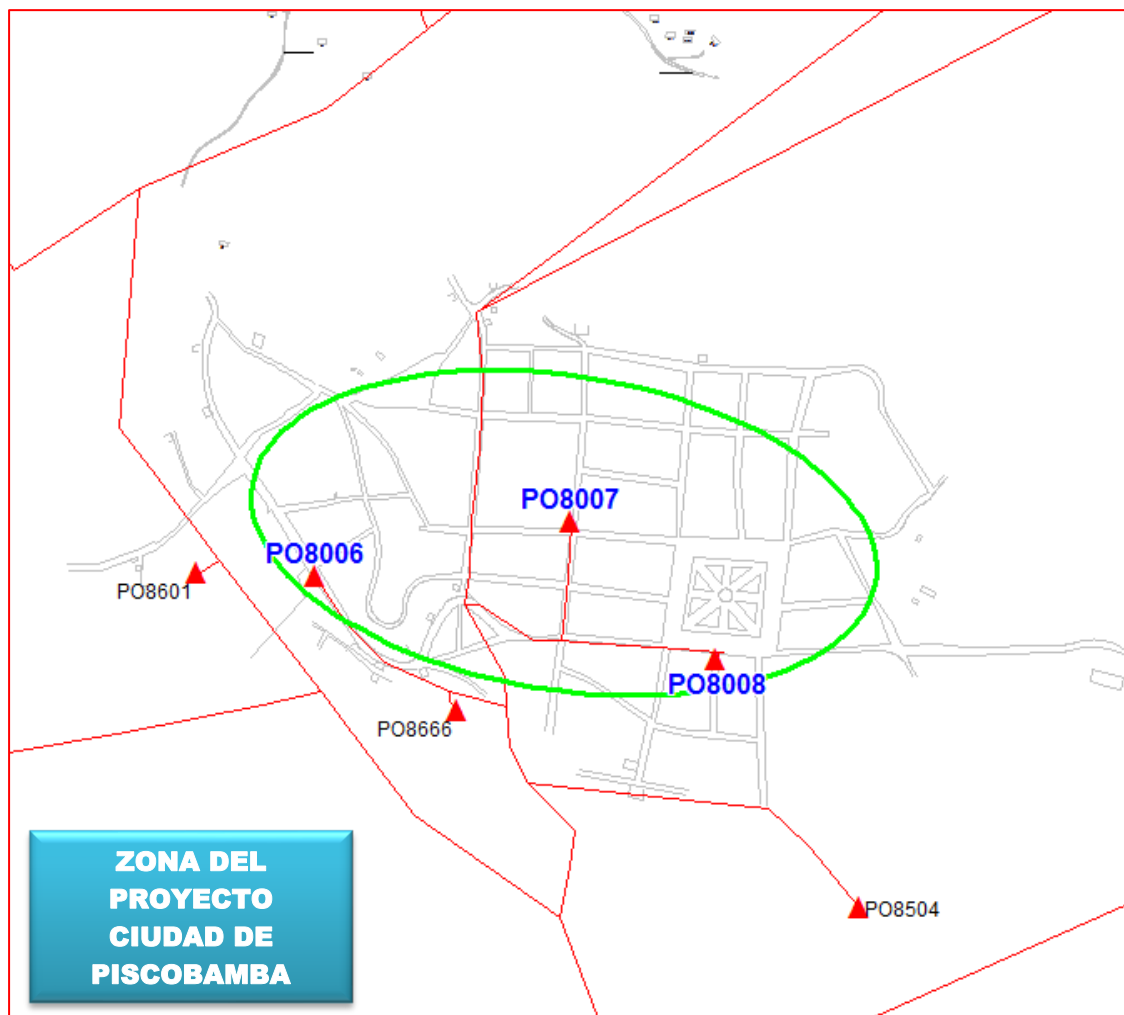 PO8007
PO8006
PO8601
PO8008
PO8666
PO8504
ZONA DEL
PROYECTO
CIUDAD DE
PISCOBAMBA